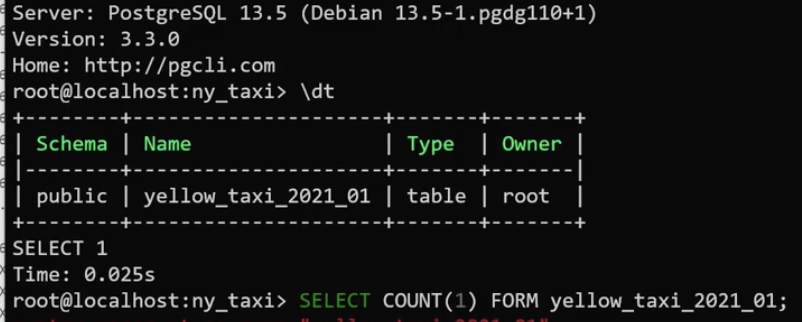 Server: PostgreSQL 13.5 (Debian 13.5-1.pgdg110+1)
Version: 3.3.0
Home: http://pgcli.com
root@localhost:ny_taxi> \dt
+--------+---------------------+-------+-------+
| Schema | Name                | Type  | Owner |
|--------+---------------------+-------+-------|
| public | yellow_taxi_2021_01 | table | root  |
+--------+---------------------+-------+-------+
SELECT 1
Time: 0.025s
root@localhost:ny_taxi> SELECT COUNT(1) FORM yellow_taxi_2021_01;